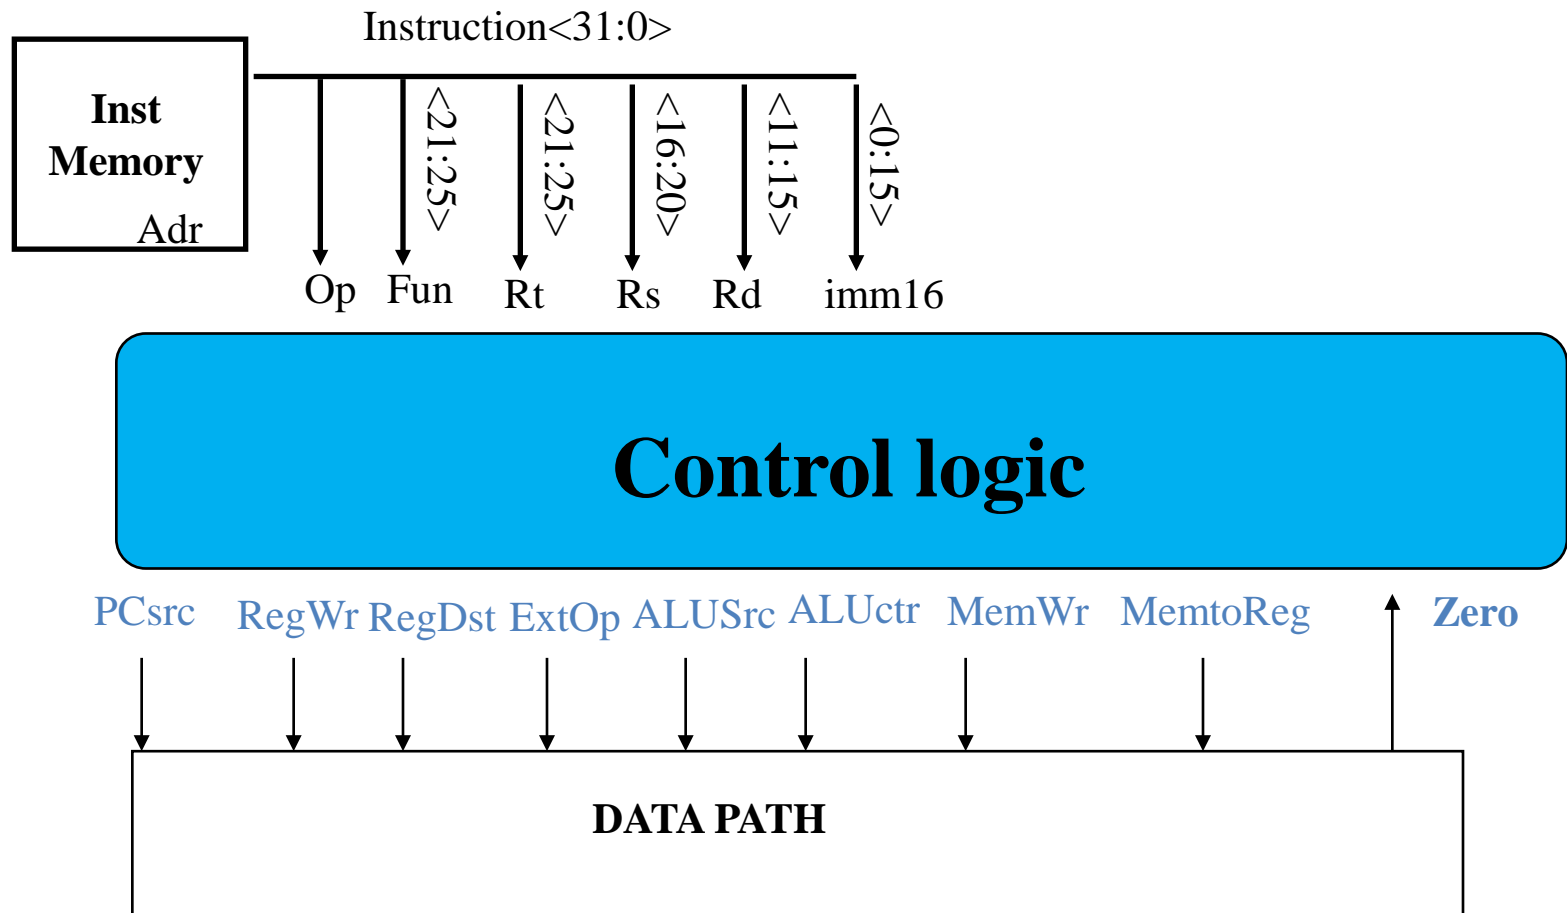 Instruction<31:0>
Inst
Memory
Adr
<21:25>
<21:25>
<16:20>
<11:15>
<0:15>
Op Fun Rt Rs Rd imm16
Control logic
PCsrc RegWr RegDst ExtOp ALUSrc ALUctr MemWr MemtoReg Zero
DATA PATH